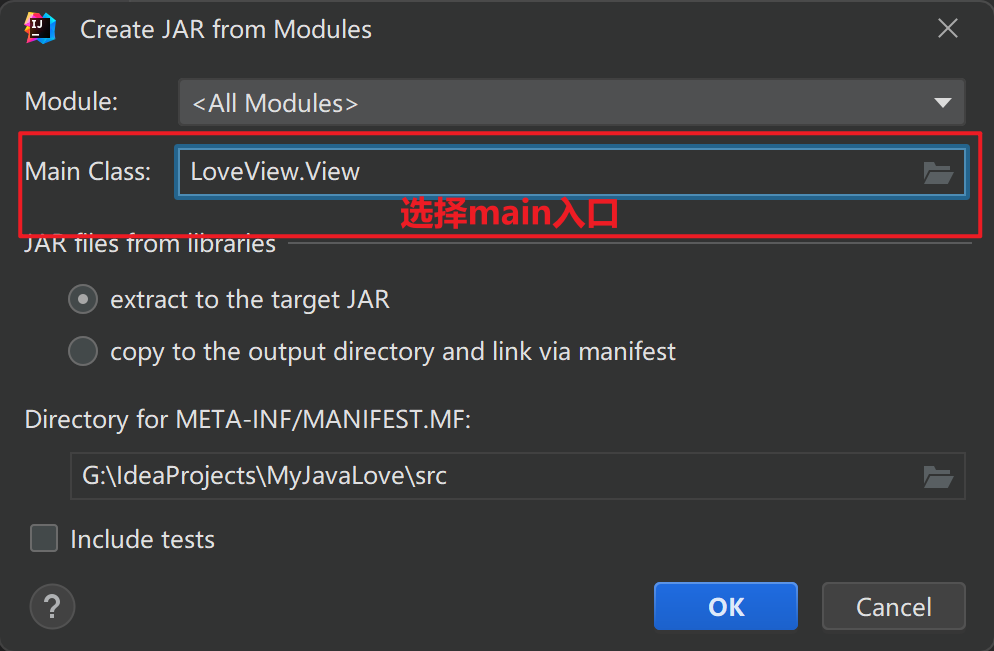 Create JAR from Modules
Module: <All Modules>
Main Class: LoveView.View
选择main入口
JAR files from libraries
extract to the target JAR
copy to the output directory and link via manifest
Directory for META-INF/MANIFEST.MF:
G:\IdeaProjects\MyJavaLove\src
Include tests
? OK Cancel